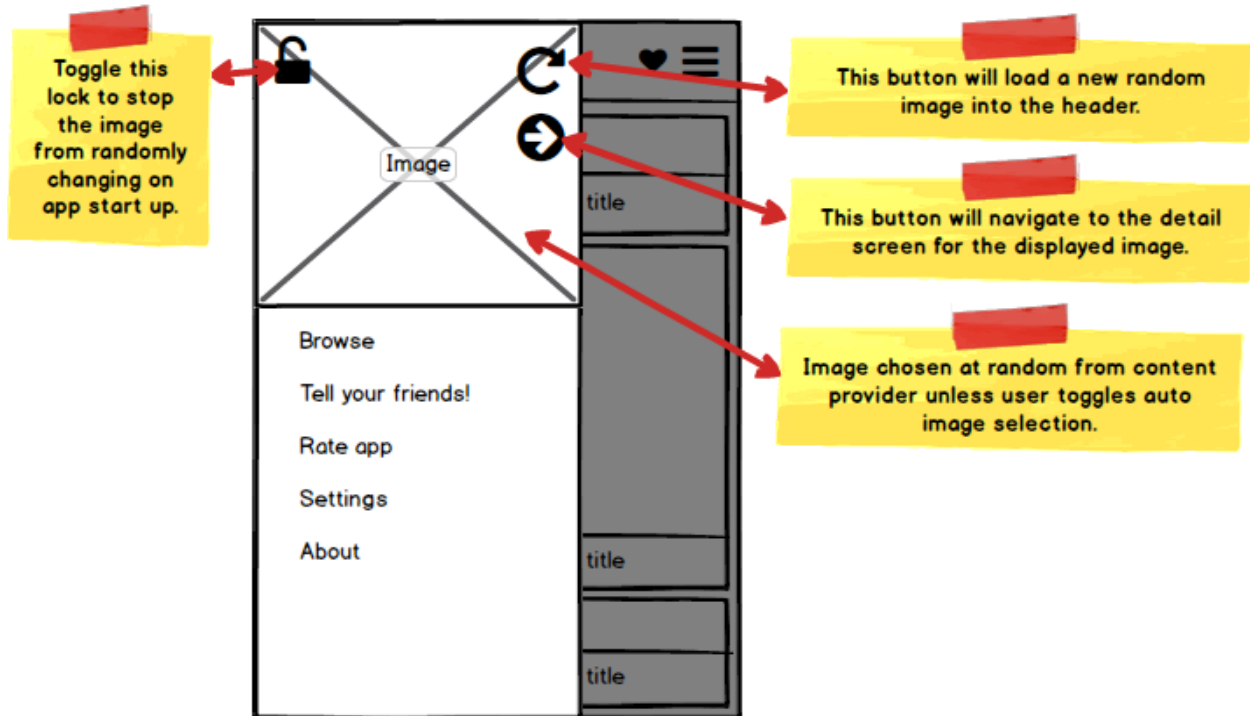 Toggle this
lock to stop
the image
from randomly
changing on
app start up.
Image
This button will load a new random
image into the header.
title
This button will navigate to the detail
screen for the displayed image.
Image chosen at random from content
provider unless user toggles auto
image selection.
Browse
Tell your friends!
Rate app
Settings
About
title
title